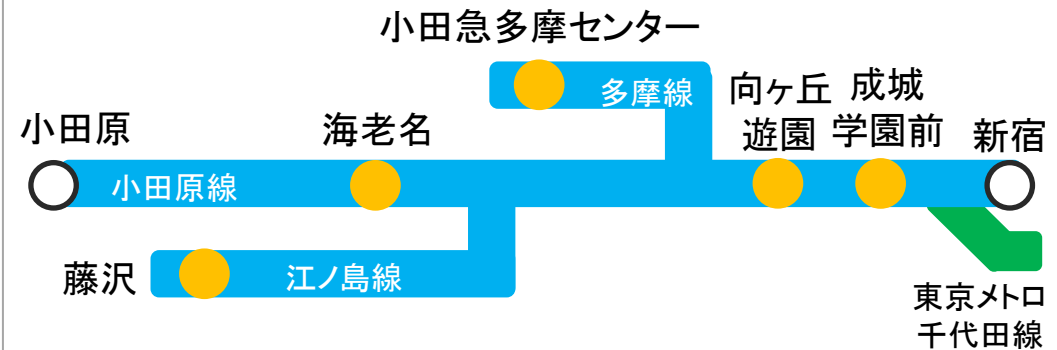 小田急多摩センター
多摩線
向ヶ丘
遊園
成城
学園前
新宿
小田原
海老名
小田原線
藤沢
江ノ島線
東京メトロ
千代田線